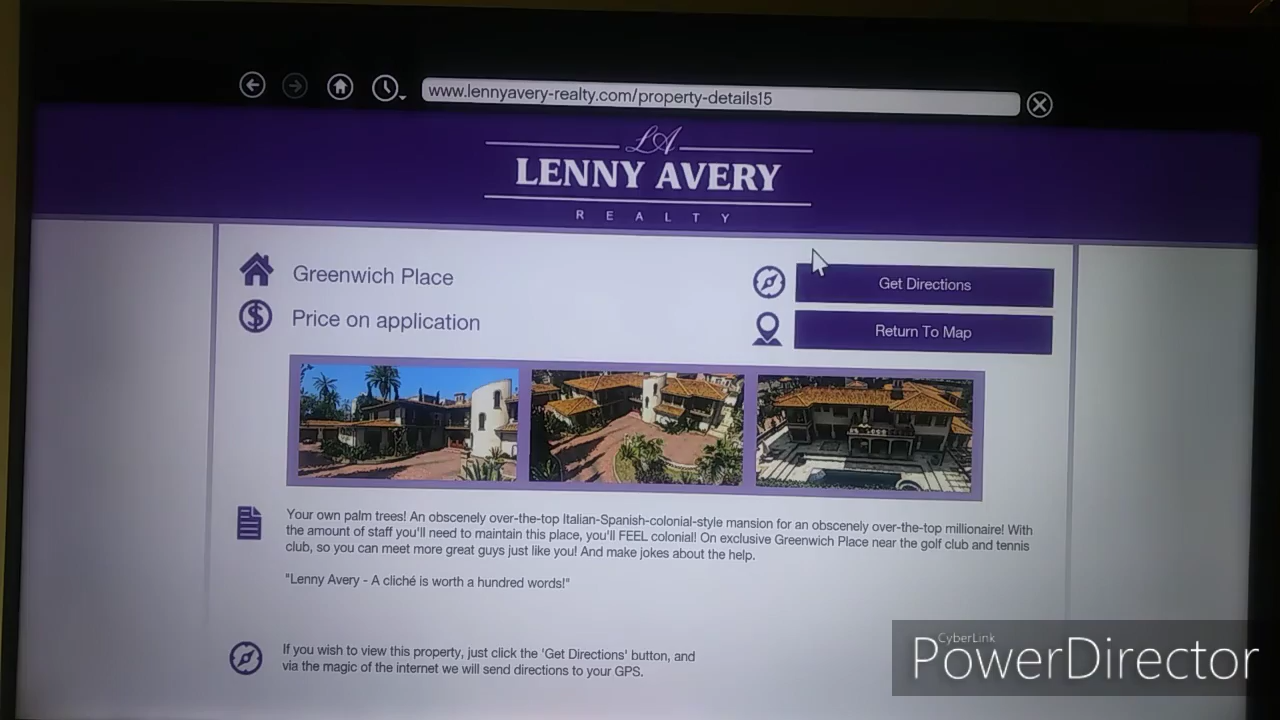 www.lennyavery-realty.com/property-details15
LA
LENNY AVERY
REALTY
Greenwich Place
Get Directions
Price on application
Return To Map
Your own palm trees! An obscenely over-the-top Italian-Spanish-colonial-style mansion for an obscenely over-the-top millionaire! With
the amount of staff you'll need to maintain this place, you'll FEEL colonial! On exclusive Greenwich Place near the golf club and tennis
club, so you can meet more great guys just like you! And make jokes about the help.
"Lenny Avery - A cliché is worth a hundred words!"
If you wish to view this property, just click the 'Get Directions' button, and
via the magic of the internet we will send directions to your GPS.
CyberLink
PowerDirector